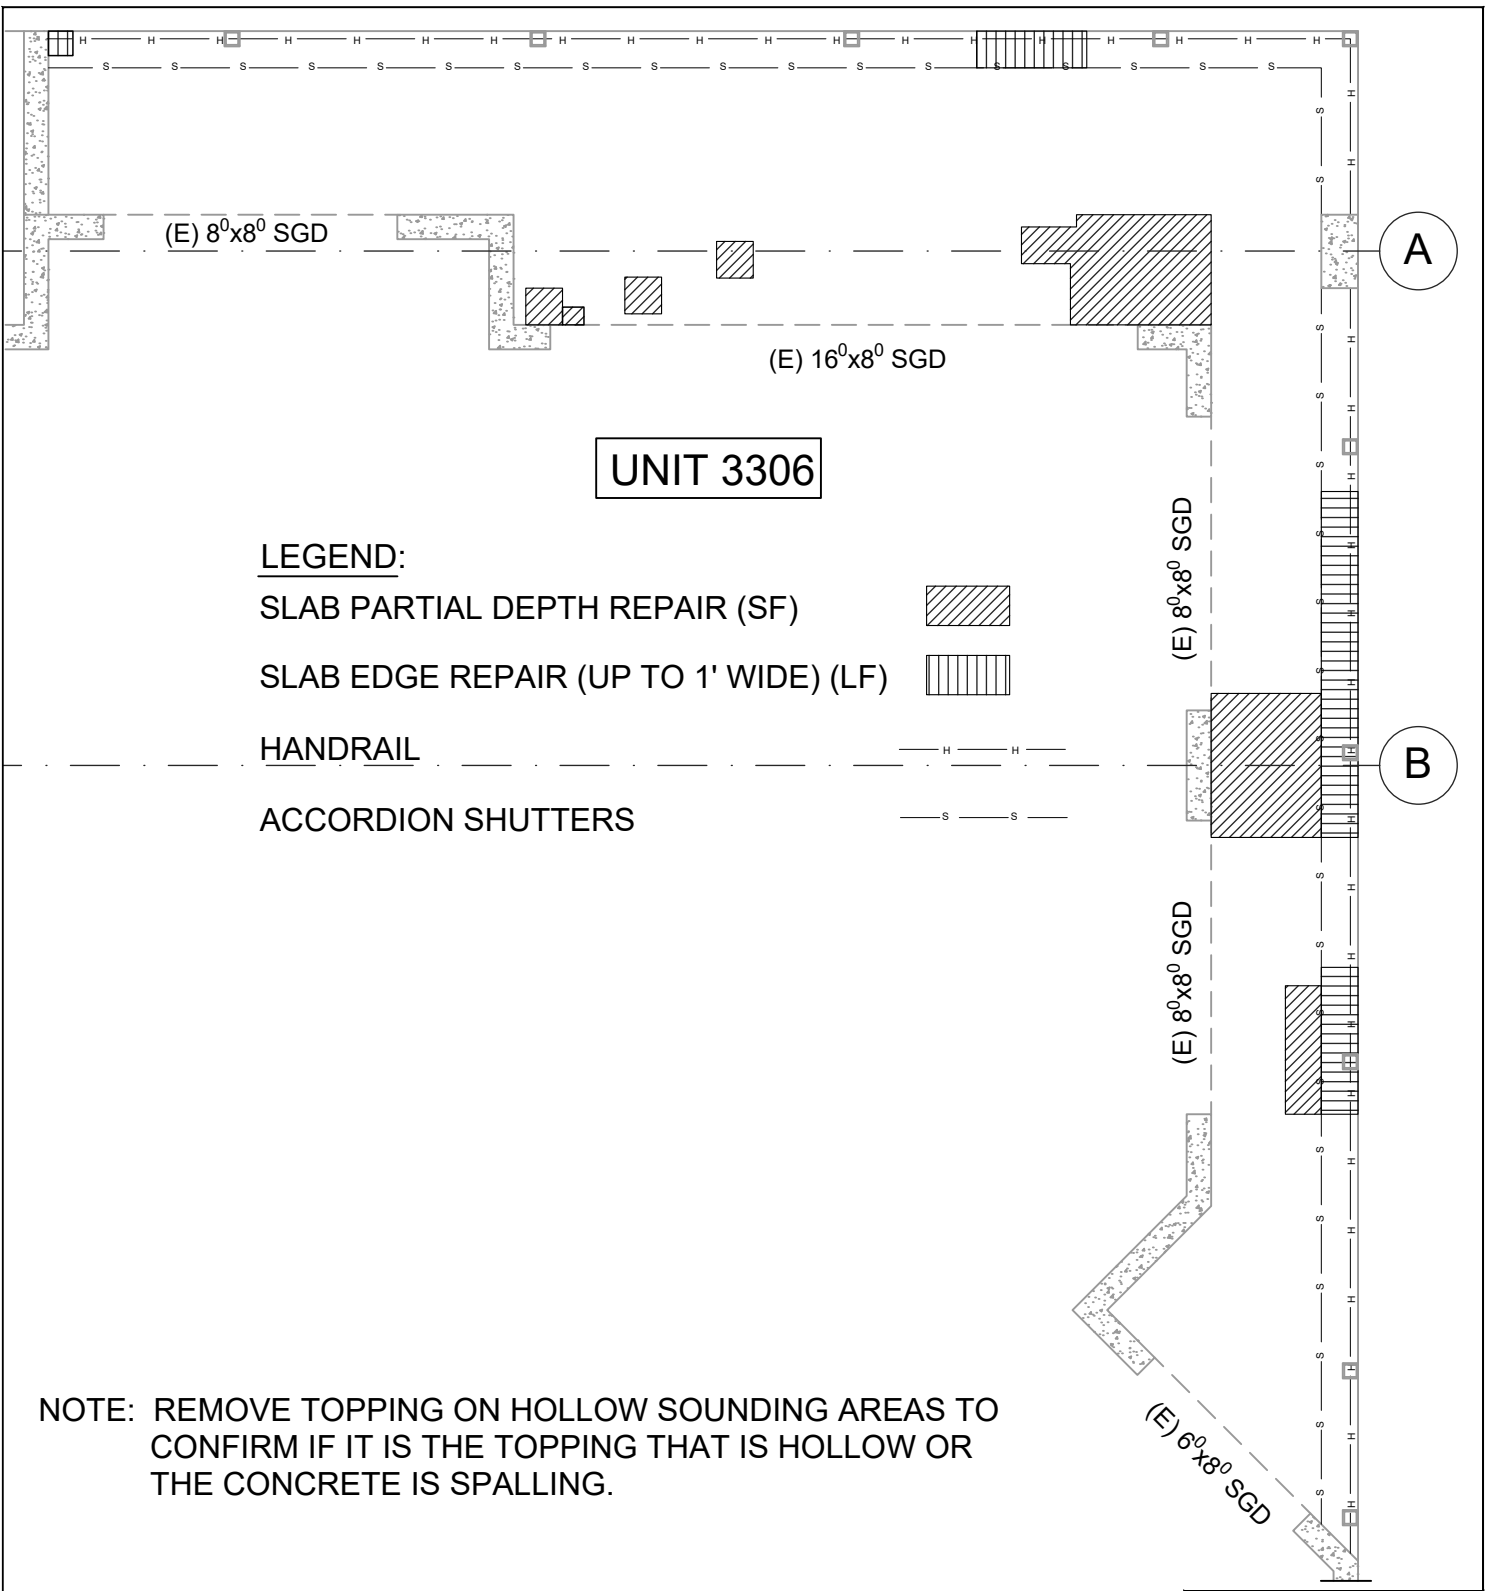 (E) 8⁰x8⁰ SGD
A
(E) 16⁰x8⁰ SGD
UNIT 3306
(E) 8⁰x8⁰ SGD
LEGEND:
SLAB PARTIAL DEPTH REPAIR (SF)
SLAB EDGE REPAIR (UP TO 1' WIDE) (LF)
HANDRAIL
H H
B
ACCORDION SHUTTERS
S S
(E) 8⁰x8⁰ SGD
(E) 6⁰x8⁰ SGD
NOTE: REMOVE TOPPING ON HOLLOW SOUNDING AREAS TO
CONFIRM IF IT IS THE TOPPING THAT IS HOLLOW OR
THE CONCRETE IS SPALLING.